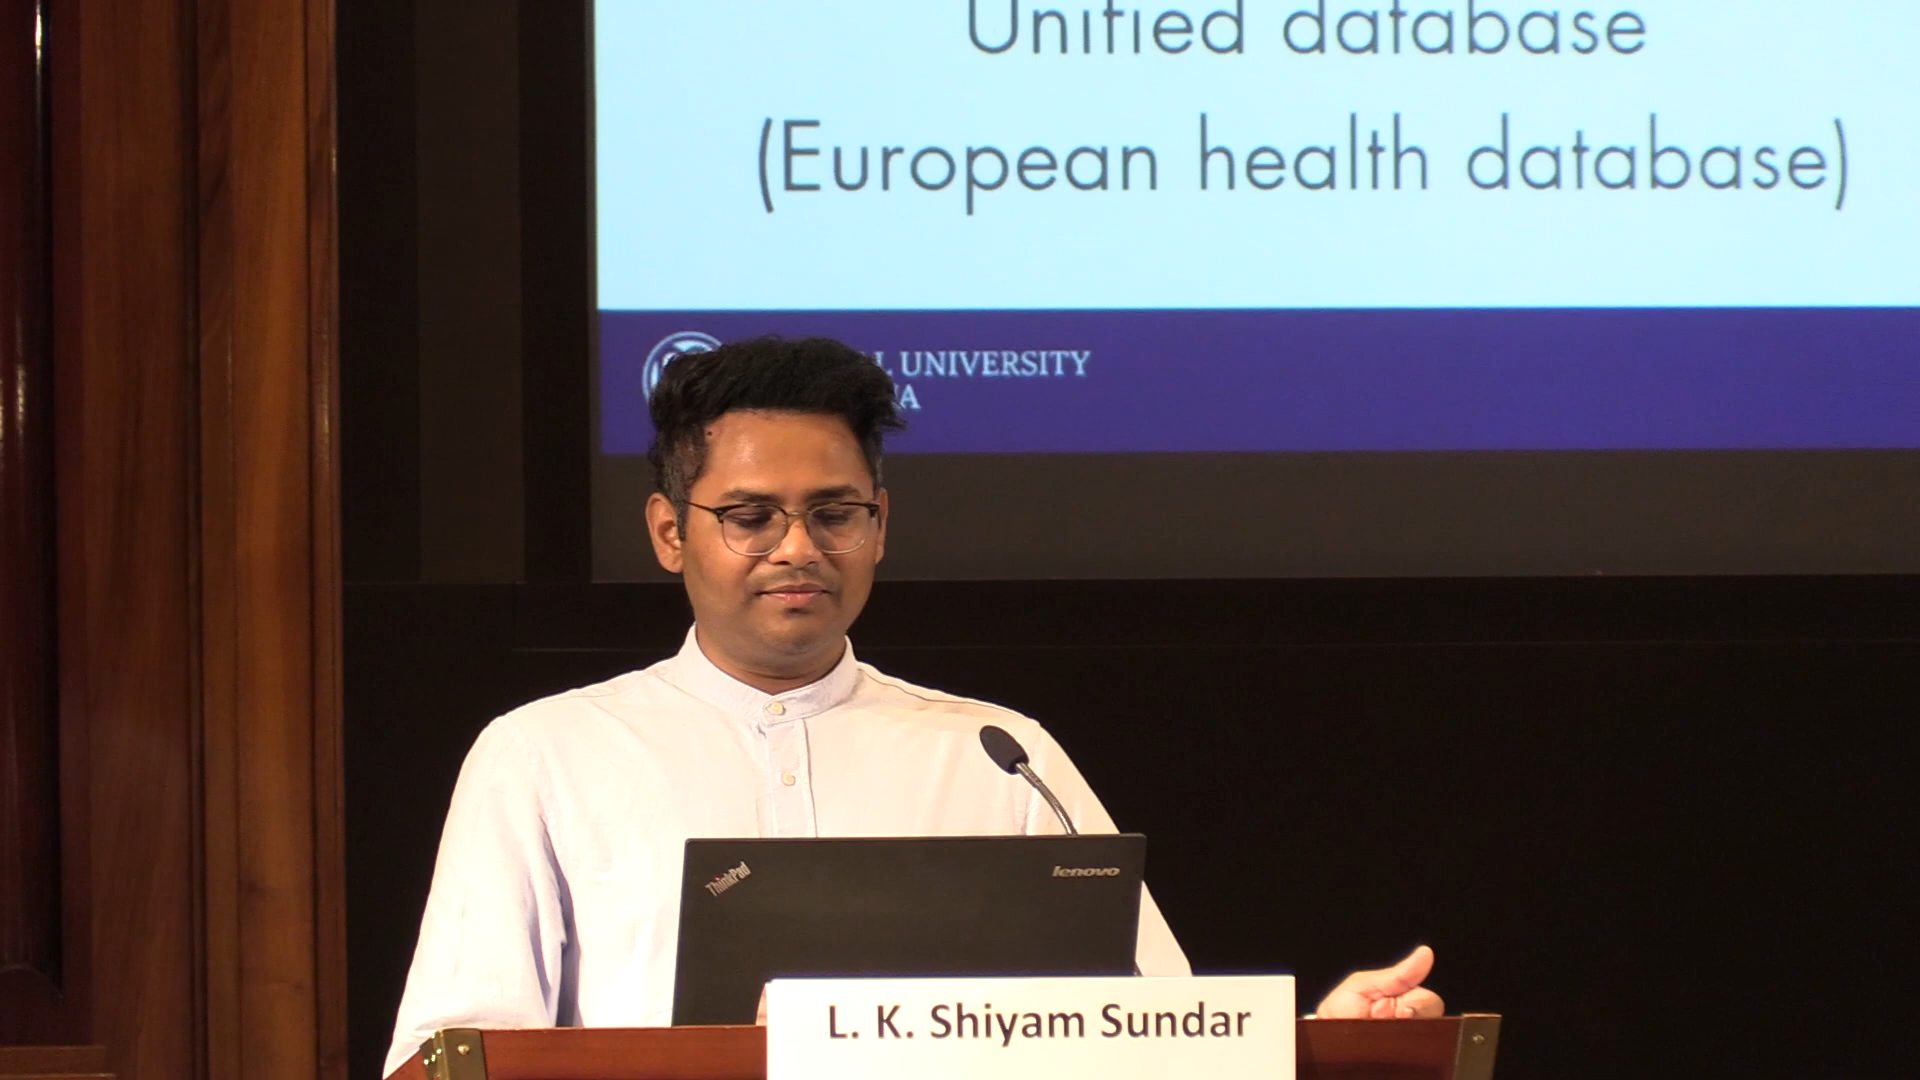 Unified database
(European health database)
UNIVERSITY
ThinkPad
lenovo
L. K. Shiyam Sundar